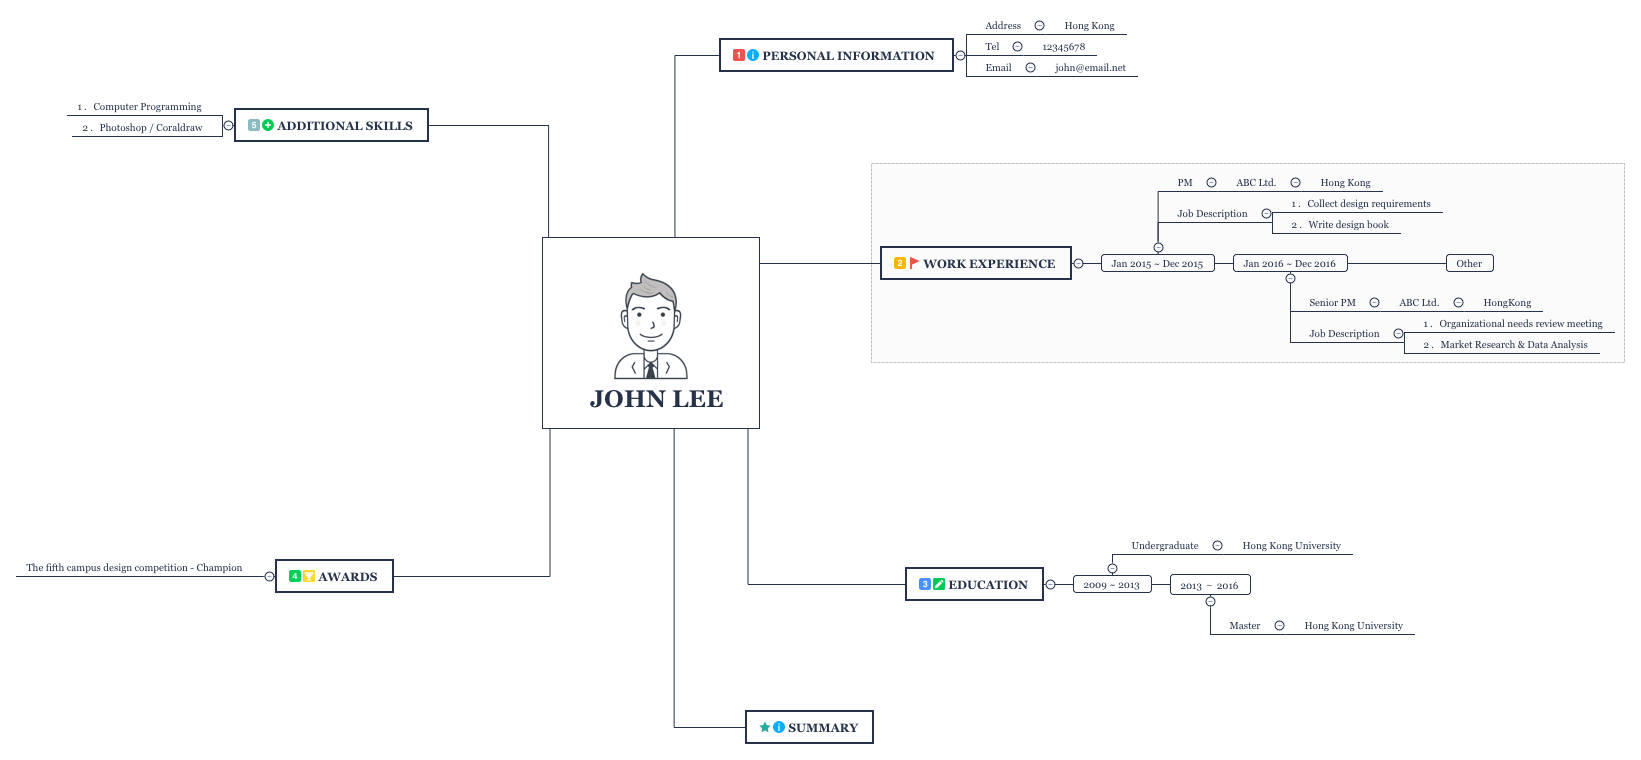 JOHN LEE
1 i PERSONAL INFORMATION
Address Hong Kong
Tel 12345678
Email john@email.net
2 WORK EXPERIENCE
Jan 2015 ~ Dec 2015
PM ABC Ltd. Hong Kong
Job Description
1 . Collect design requirements
2 . Write design book
Jan 2016 ~ Dec 2016
Senior PM ABC Ltd. HongKong
Job Description
1 . Organizational needs review meeting
2 . Market Research & Data Analysis
Other
3 EDUCATION
2009 ~ 2013
Undergraduate Hong Kong University
2013 ~ 2016
Master Hong Kong University
4 AWARDS
The fifth campus design competition - Champion
5 ADDITIONAL SKILLS
1 . Computer Programming
2 . Photoshop / Coraldraw
i SUMMARY